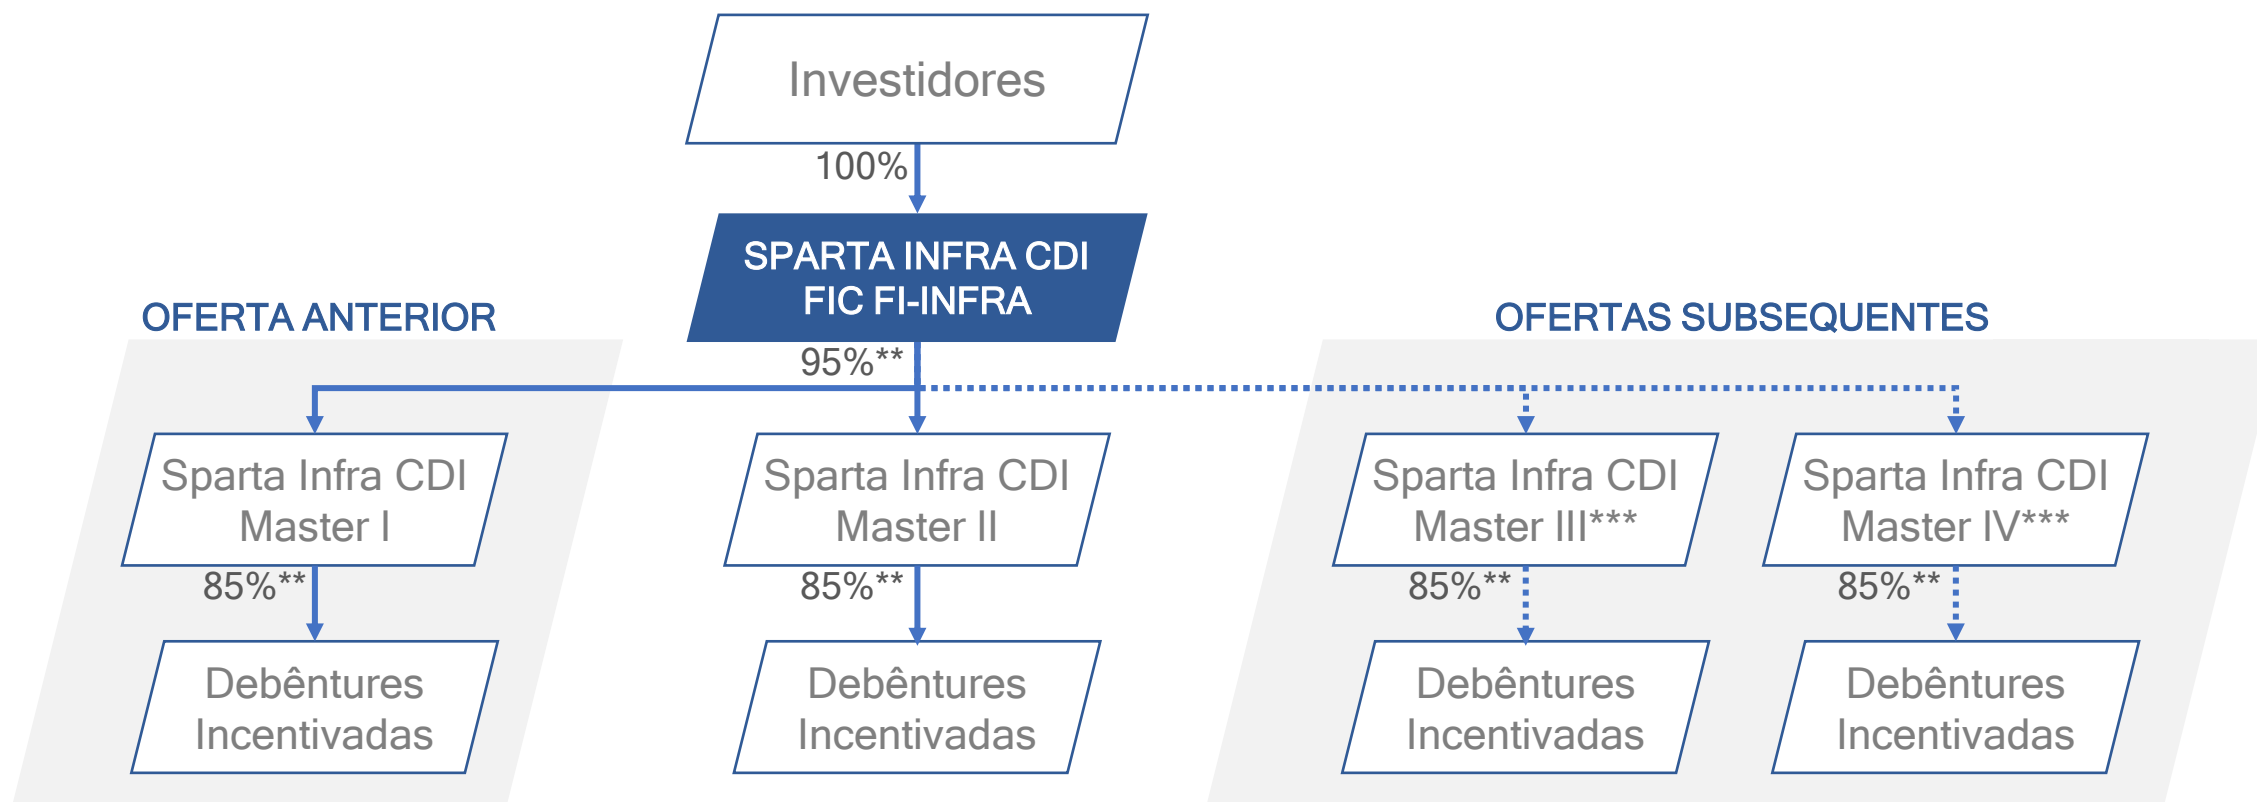 Investidores
100%
SPARTA INFRA CDI
FIC FI-INFRA
OFERTA ANTERIOR
OFERTAS SUBSEQUENTES
95%**
Sparta Infra CDI
Master I
Sparta Infra CDI
Master II
Sparta Infra CDI
Master III***
Sparta Infra CDI
Master IV***
85%**
85%**
85%**
85%**
Debêntures
Incentivadas
Debêntures
Incentivadas
Debêntures
Incentivadas
Debêntures
Incentivadas